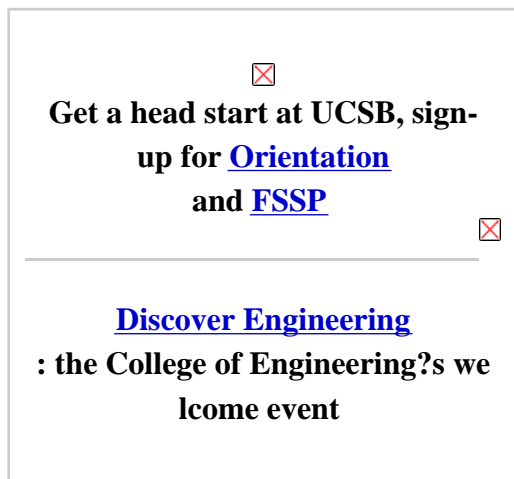 Get a head start at UCSB, sign-
up for Orientation
and FSSP
Discover Engineering
: the College of Engineering?s we
lcome event